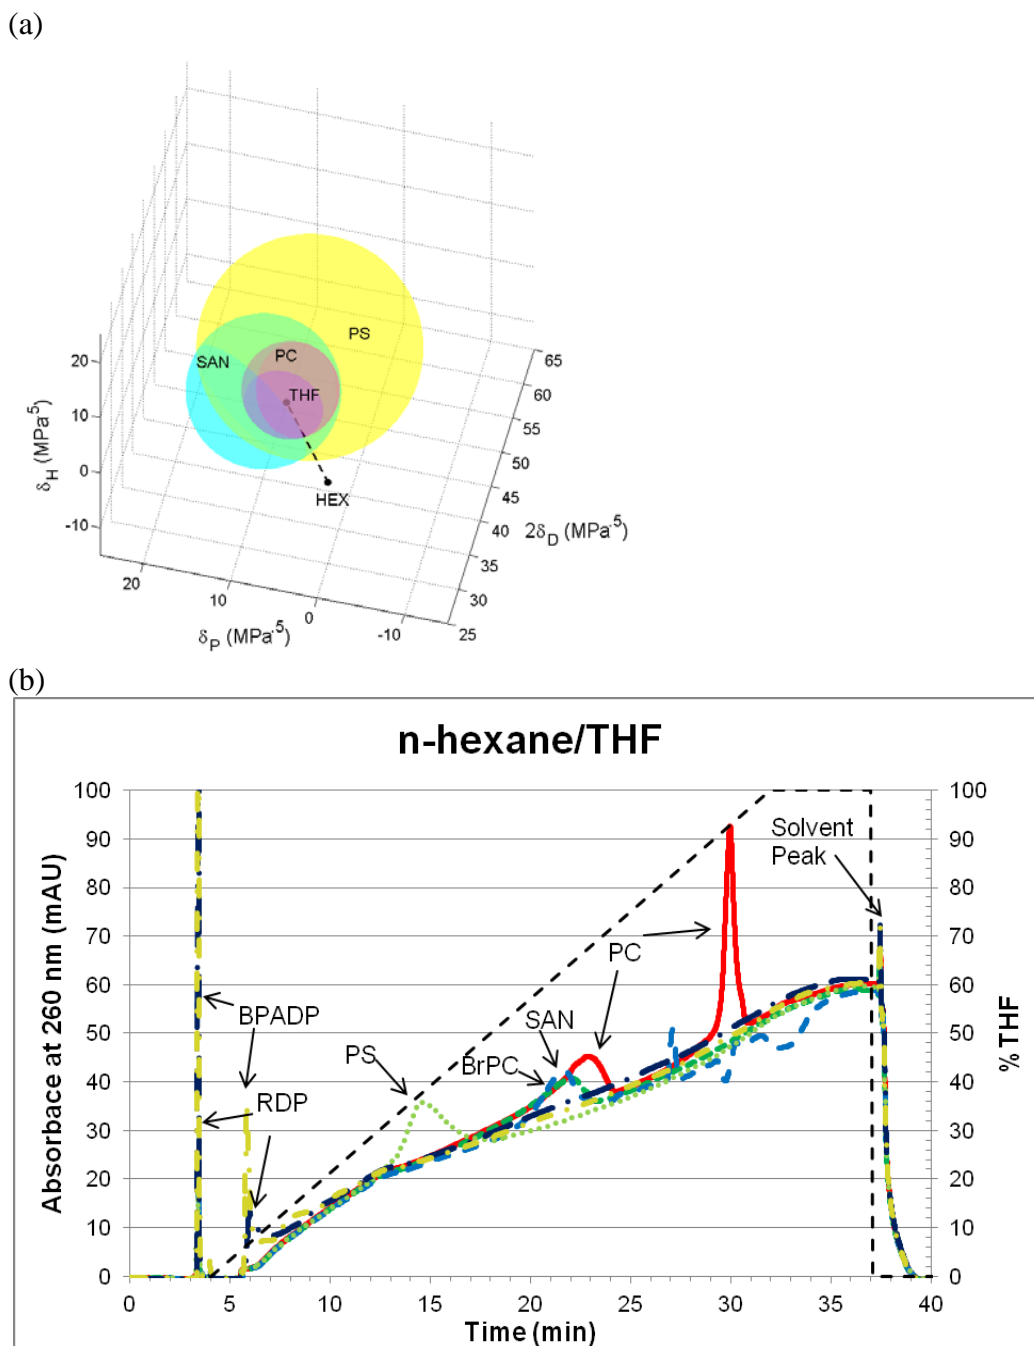 (a)
SAN
PC
PS
THF
HEX
20
10
0
-10
δH (MPa.5)
20
10
0
-10
δP (MPa.5)
65
60
55
50
45
40
35
30
25
2δD (MPa.5)
(b)
n-hexane/THF
100
90
80
70
60
50
40
30
20
10
0
Absorbace at 260 nm (mAU)
BPADP
RDP
PS
BrPC
SAN
PC
Solvent
Peak
100
90
80
70
60
50
40
30
20
10
0
% THF
0 5 10 15 20 25 30 35 40
Time (min)